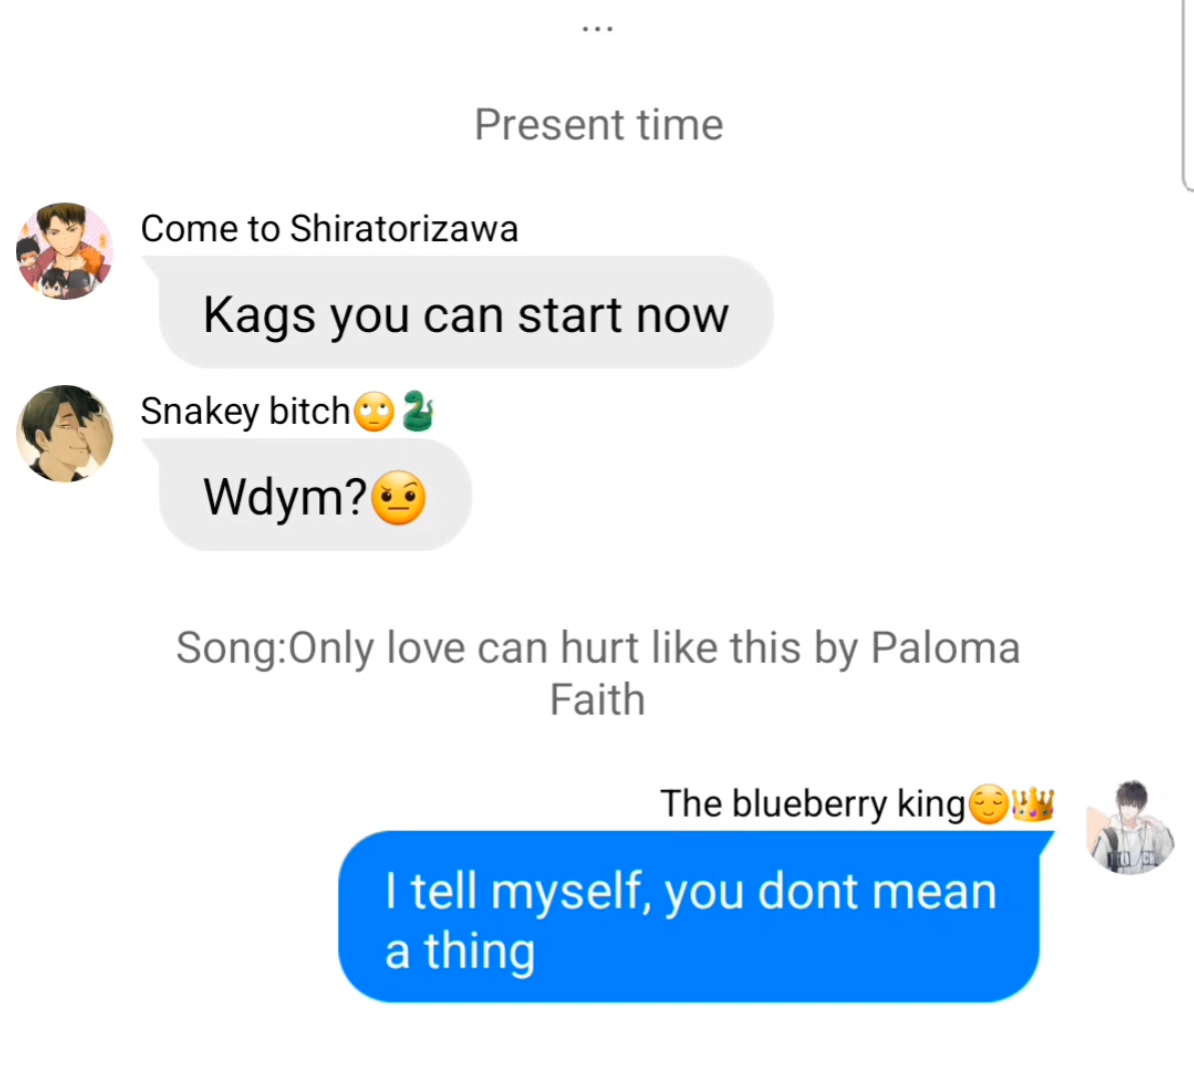 ...
Present time
Come to Shiratorizawa
Kags you can start now
Snakey bitch🙄🐍
Wdym?🤨
Song:Only love can hurt like this by Paloma
Faith
The blueberry king😌👑
I tell myself, you dont mean
a thing